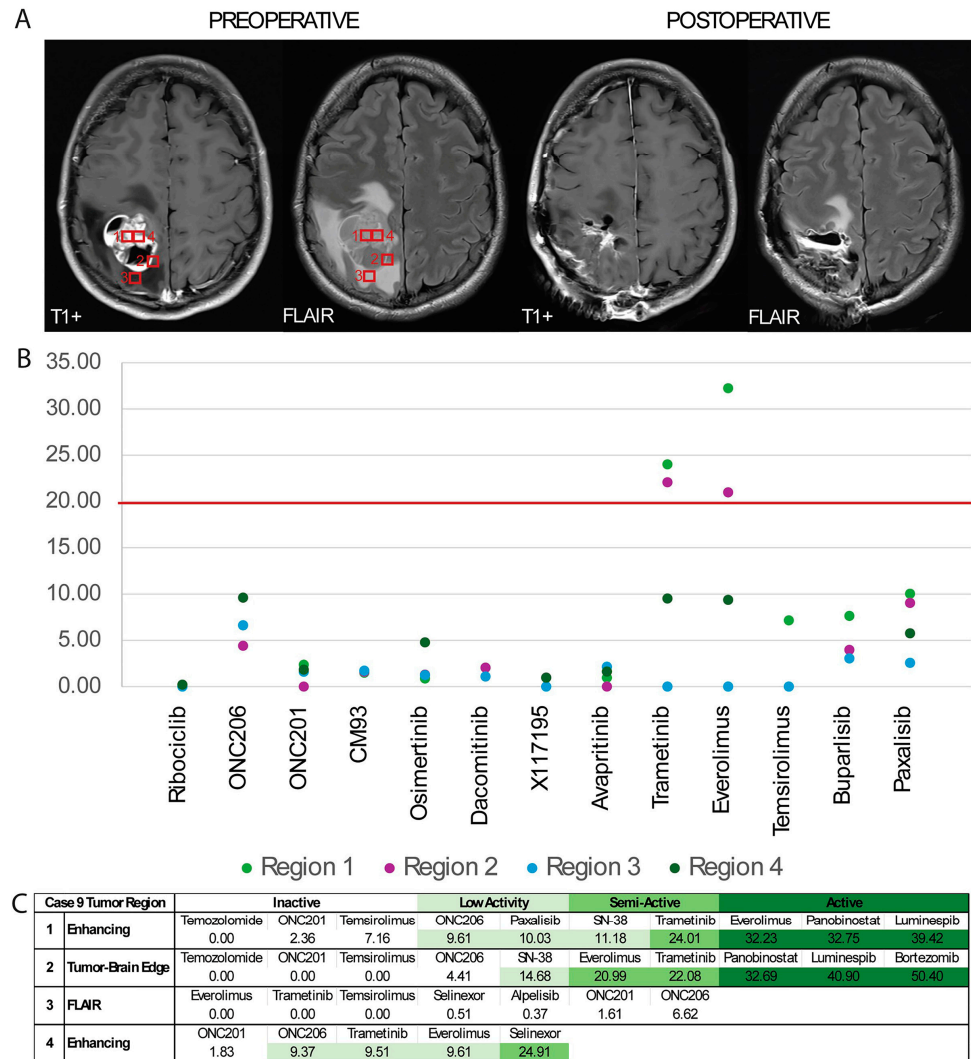 A
PREOPERATIVE POSTOPERATIVE
1 4
2
3
1 4
2
3
T1+ FLAIR T1+ FLAIR
B
35.00
30.00
25.00
20.00
15.00
10.00
5.00
0.00
Ribociclib
ONC206
ONC201
CM93
Osimertinib
Dacomitinib
X117195
Avapritinib
Trametinib
Everolimus
Temsirolimus
Buparlisib
Paxalisib
Region 1 Region 2 Region 3 Region 4
C
Case 9 Tumor Region Inactive Low Activity Semi-Active Active
1 Enhancing Temozolomide ONC201 Temsirolimus ONC206 Paxalisib SN-38 Trametinib Everolimus Panobinostat Luminespib
0.00 2.36 7.16 9.61 10.03 11.18 24.01 32.23 32.75 39.42
2 Tumor-Brain Edge Temozolomide ONC201 Temsirolimus ONC206 SN-38 Everolimus Trametinib Panobinostat Luminespib Bortezomib
0.00 0.00 0.00 4.41 14.68 20.99 22.08 32.69 40.90 50.40
3 FLAIR Everolimus Trametinib Temsirolimus Selinexor Alpelisib ONC201 ONC206
0.00 0.00 0.00 0.51 0.37 1.61 6.62
4 Enhancing ONC201 ONC206 Trametinib Everolimus Selinexor
1.83 9.37 9.51 9.61 24.91